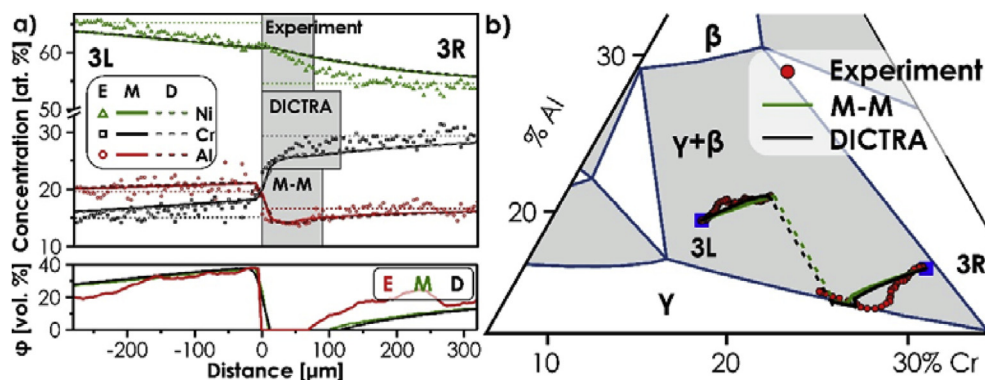 a)
Concentration [at. %]
60
50
40
30
20
10
3L
Experiment
3R
DICTRA
M-M
E M D
Ni
Cr
Al
φ [vol. %]
40
20
0
E M D
-200 -100 0 100 200 300
Distance [µm]
b)
β
30
% Al
γ+β
20
3L
3R
γ
10 20 30% Cr
Experiment
M-M
DICTRA